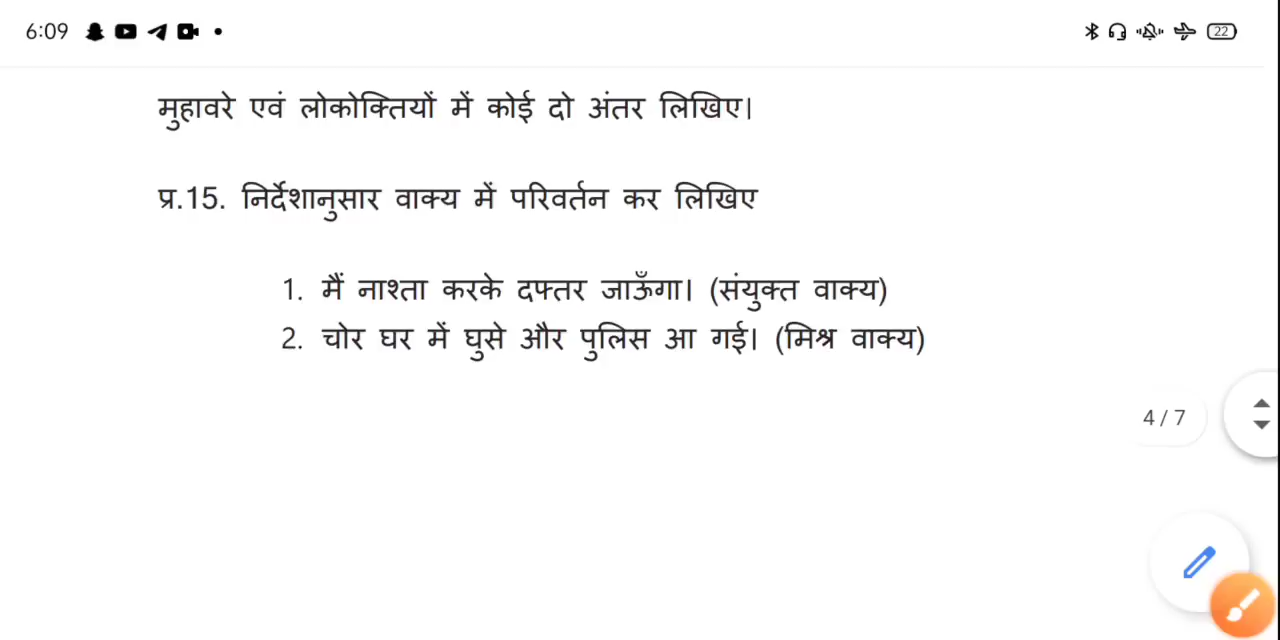 6:09
22
मुहावरे एवं लोकोक्तियों में कोई दो अंतर लिखिए।
प्र.15. निर्देशानुसार वाक्य में परिवर्तन कर लिखिए
1. मैं नाश्ता करके दफ्तर जाऊँगा। (संयुक्त वाक्य)
2. चोर घर में घुसे और पुलिस आ गई। (मिश्र वाक्य)
4 / 7